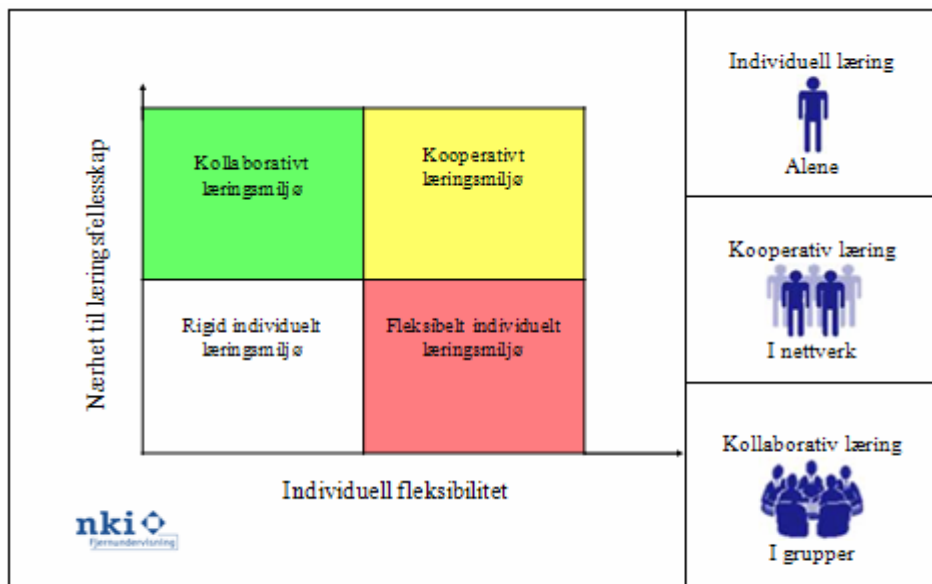 Nærhet til læringsfellesskap
Kollaborativt
læringsmiljø
Kooperativt
læringsmiljø
Rigid individuelt
læringsmiljø
Fleksibelt individuelt
læringsmiljø
Individuell fleksibilitet
nki
Fjernundervisning
Individuell læring
Alene
Kooperativ læring
I nettverk
Kollaborativ læring
I grupper